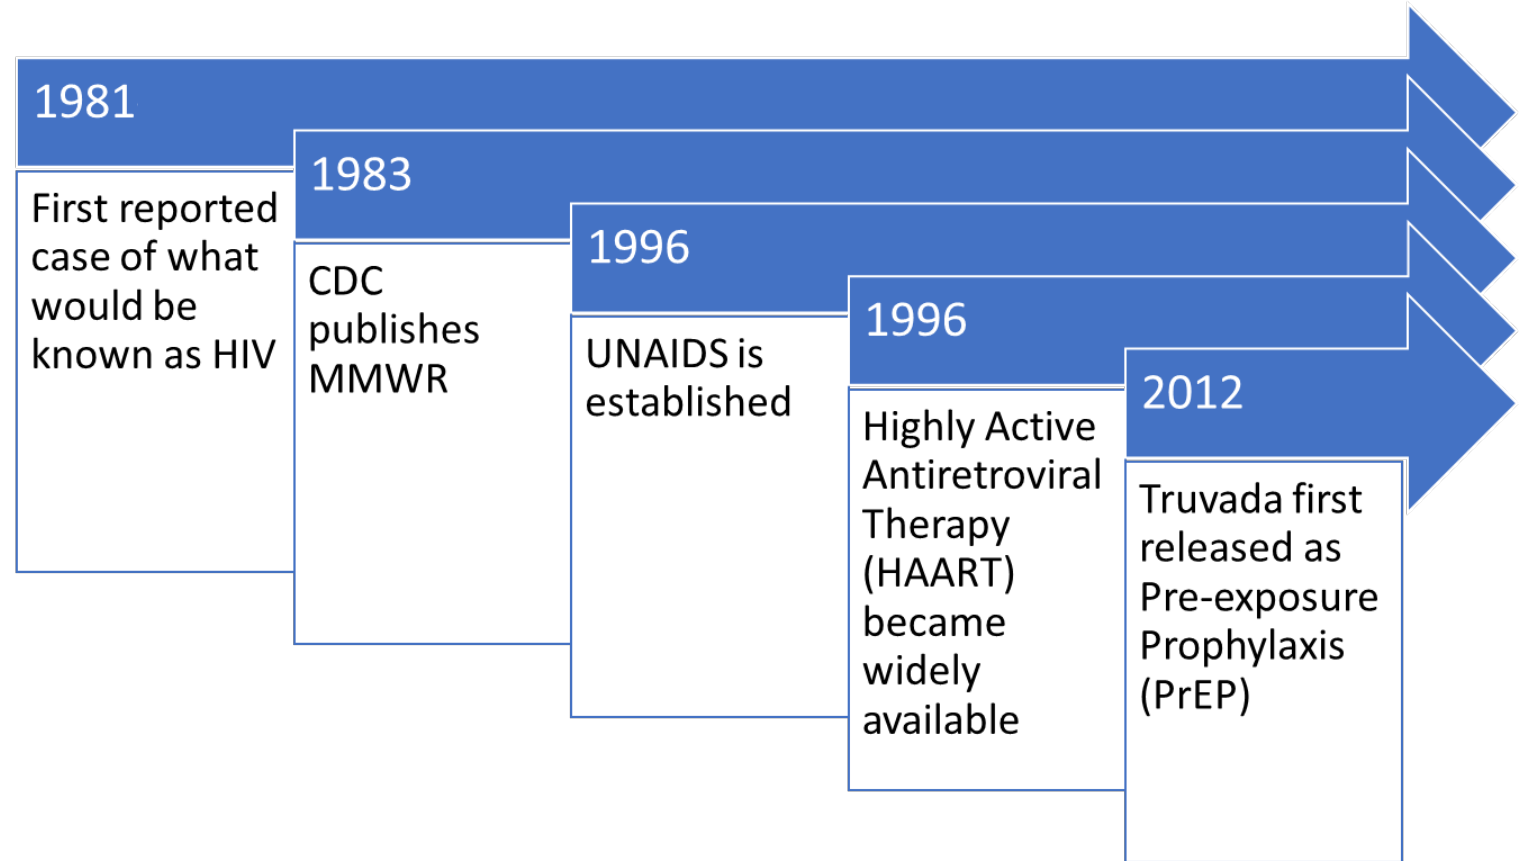 1981
First reported
case of what
would be
known as HIV
1983
CDC
publishes
MMWR
1996
UNAIDS is
established
1996
Highly Active
Antiretroviral
Therapy
(HAART)
became
widely
available
2012
Truvada first
released as
Pre-exposure
Prophylaxis
(PrEP)